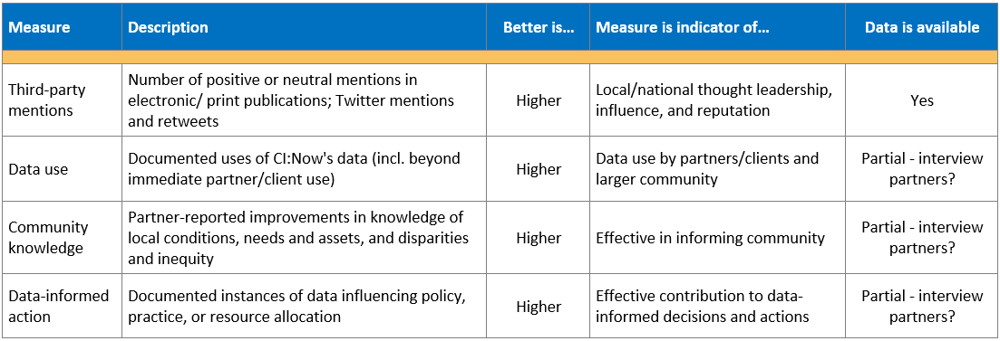 Measure
Description
Better is...
Measure is indicator of...
Data is available
Third-party
mentions
Number of positive or neutral mentions in
electronic/ print publications; Twitter mentions
and retweets
Higher
Local/national thought leadership,
influence, and reputation
Yes
Data use
Documented uses of CI:Now's data (incl. beyond
immediate partner/client use)
Higher
Data use by partners/clients and
larger community
Partial - interview
partners?
Community
knowledge
Partner-reported improvements in knowledge of
local conditions, needs and assets, and disparities
and inequity
Higher
Effective in informing community
Partial - interview
partners?
Data-informed
action
Documented instances of data influencing policy,
practice, or resource allocation
Higher
Effective contribution to data-
informed decisions and actions
Partial - interview
partners?